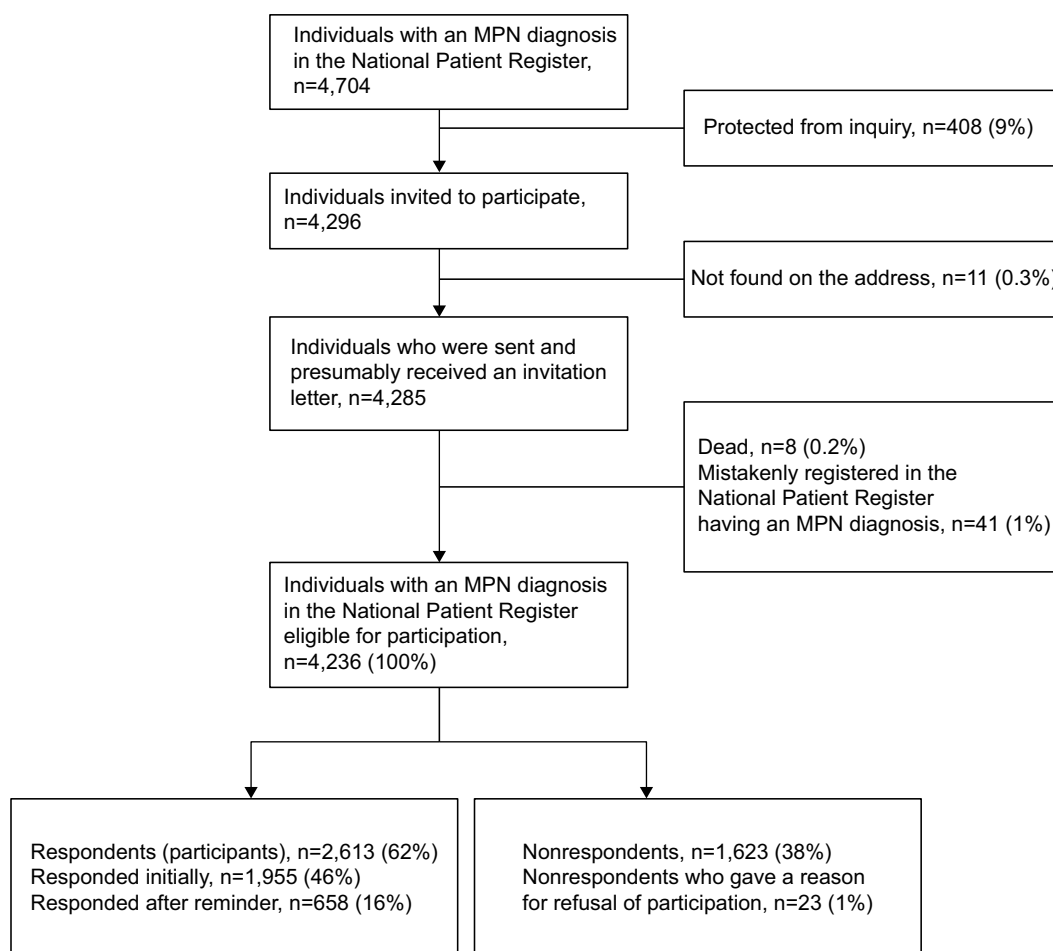 Individuals with an MPN diagnosis
in the National Patient Register,
n=4,704
Protected from inquiry, n=408 (9%)
Individuals invited to participate,
n=4,296
Not found on the address, n=11 (0.3%)
Individuals who were sent and
presumably received an invitation
letter, n=4,285
Dead, n=8 (0.2%)
Mistakenly registered in the
National Patient Register
having an MPN diagnosis, n=41 (1%)
Individuals with an MPN diagnosis
in the National Patient Register
eligible for participation,
n=4,236 (100%)
Respondents (participants), n=2,613 (62%)
Responded initially, n=1,955 (46%)
Responded after reminder, n=658 (16%)
Nonrespondents, n=1,623 (38%)
Nonrespondents who gave a reason
for refusal of participation, n=23 (1%)